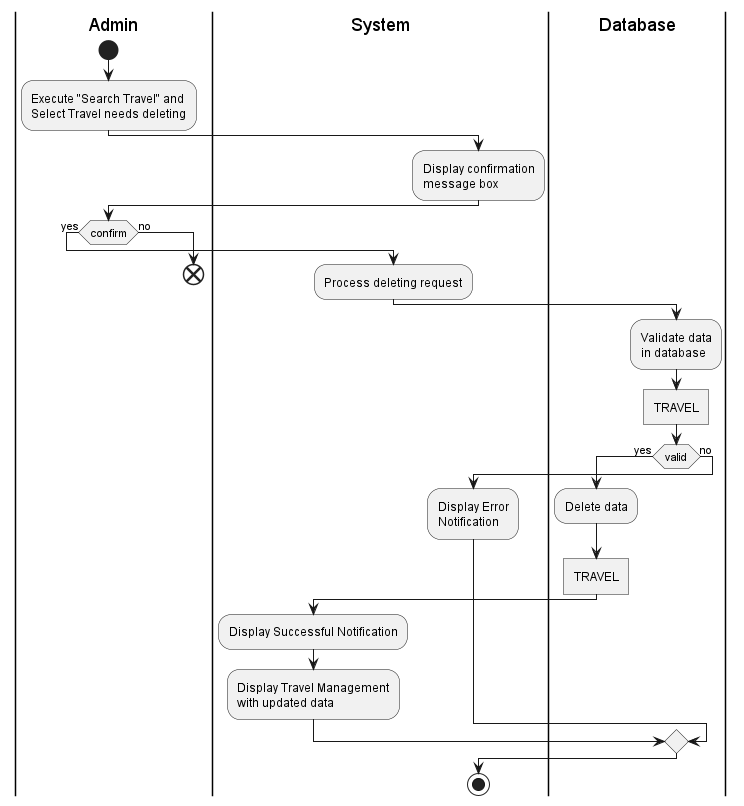 Admin
System
Database
Execute "Search Travel" and
Select Travel needs deleting
Display confirmation
message box
yes
confirm
no
Process deleting request
Validate data
in database
TRAVEL
yes
valid
no
Display Error
Notification
Delete data
TRAVEL
Display Successful Notification
Display Travel Management
with updated data